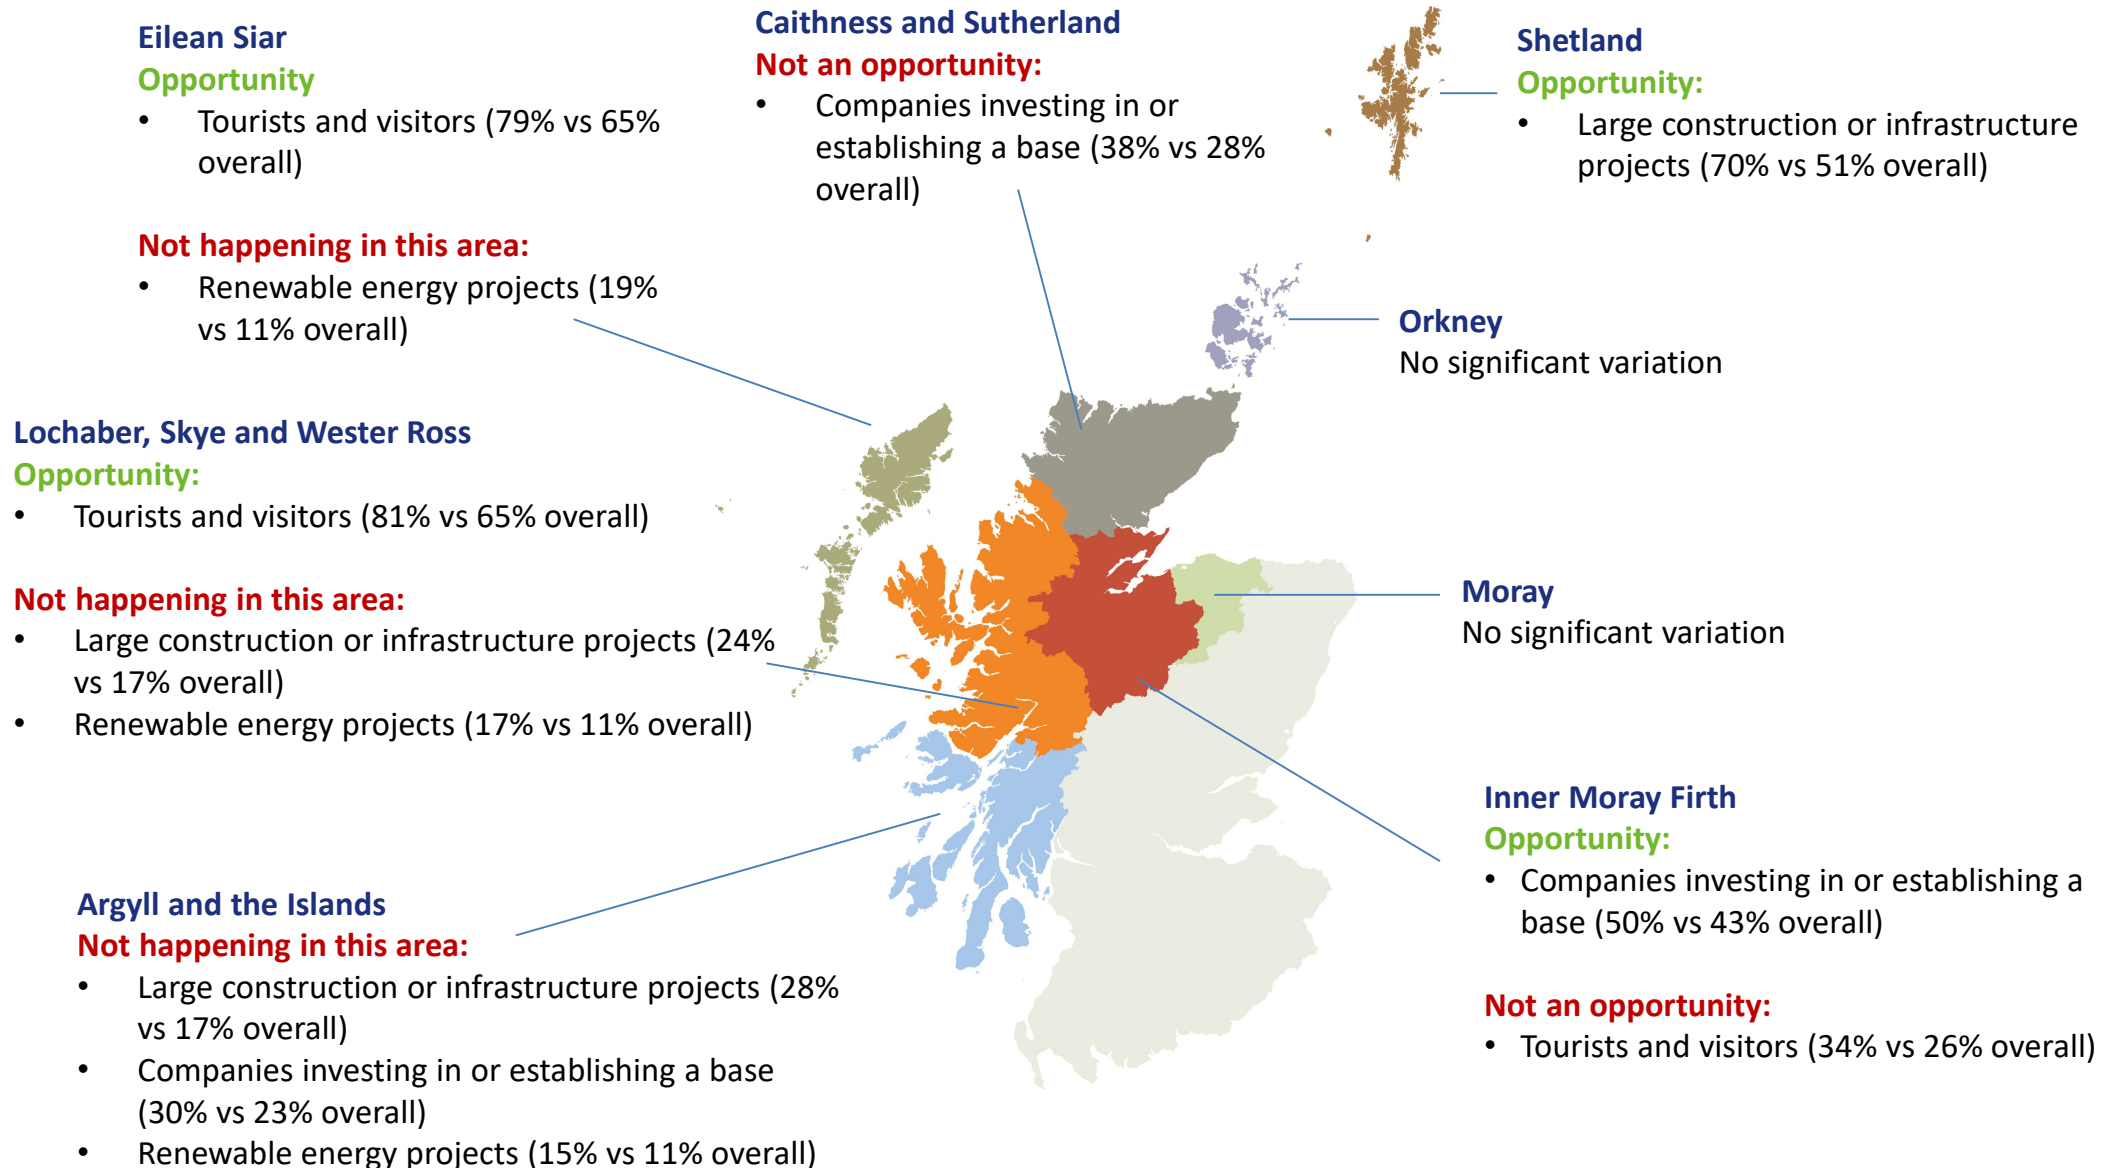 Eilean Siar
Opportunity
• Tourists and visitors (79% vs 65%
overall)
Not happening in this area:
• Renewable energy projects (19%
vs 11% overall)
Caithness and Sutherland
Not an opportunity:
• Companies investing in or
establishing a base (38% vs 28%
overall)
Shetland
Opportunity:
• Large construction or infrastructure
projects (70% vs 51% overall)
Orkney
No significant variation
Lochaber, Skye and Wester Ross
Opportunity:
• Tourists and visitors (81% vs 65% overall)
Not happening in this area:
• Large construction or infrastructure projects (24%
vs 17% overall)
• Renewable energy projects (17% vs 11% overall)
Moray
No significant variation
Inner Moray Firth
Opportunity:
• Companies investing in or establishing a
base (50% vs 43% overall)
Not an opportunity:
• Tourists and visitors (34% vs 26% overall)
Argyll and the Islands
Not happening in this area:
• Large construction or infrastructure projects (28%
vs 17% overall)
• Companies investing in or establishing a base
(30% vs 23% overall)
• Renewable energy projects (15% vs 11% overall)